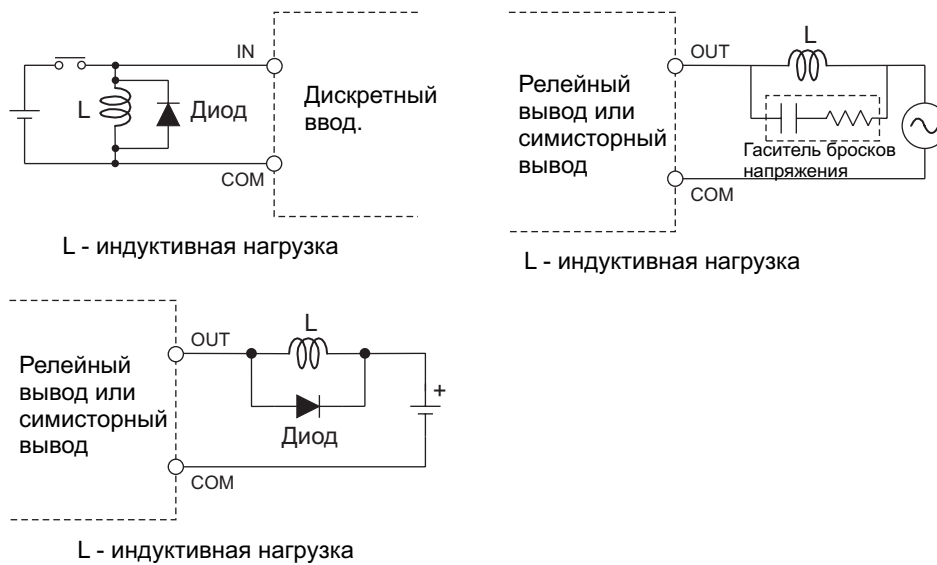 IN
L
Диод
Дискретный
ввод.
COM
L - индуктивная нагрузка
OUT
L
Релейный
вывод или
симисторный
вывод
Гаситель бросков
напряжения
COM
L - индуктивная нагрузка
OUT
L
Релейный
вывод или
симисторный
вывод
+
Диод
COM
L - индуктивная нагрузка